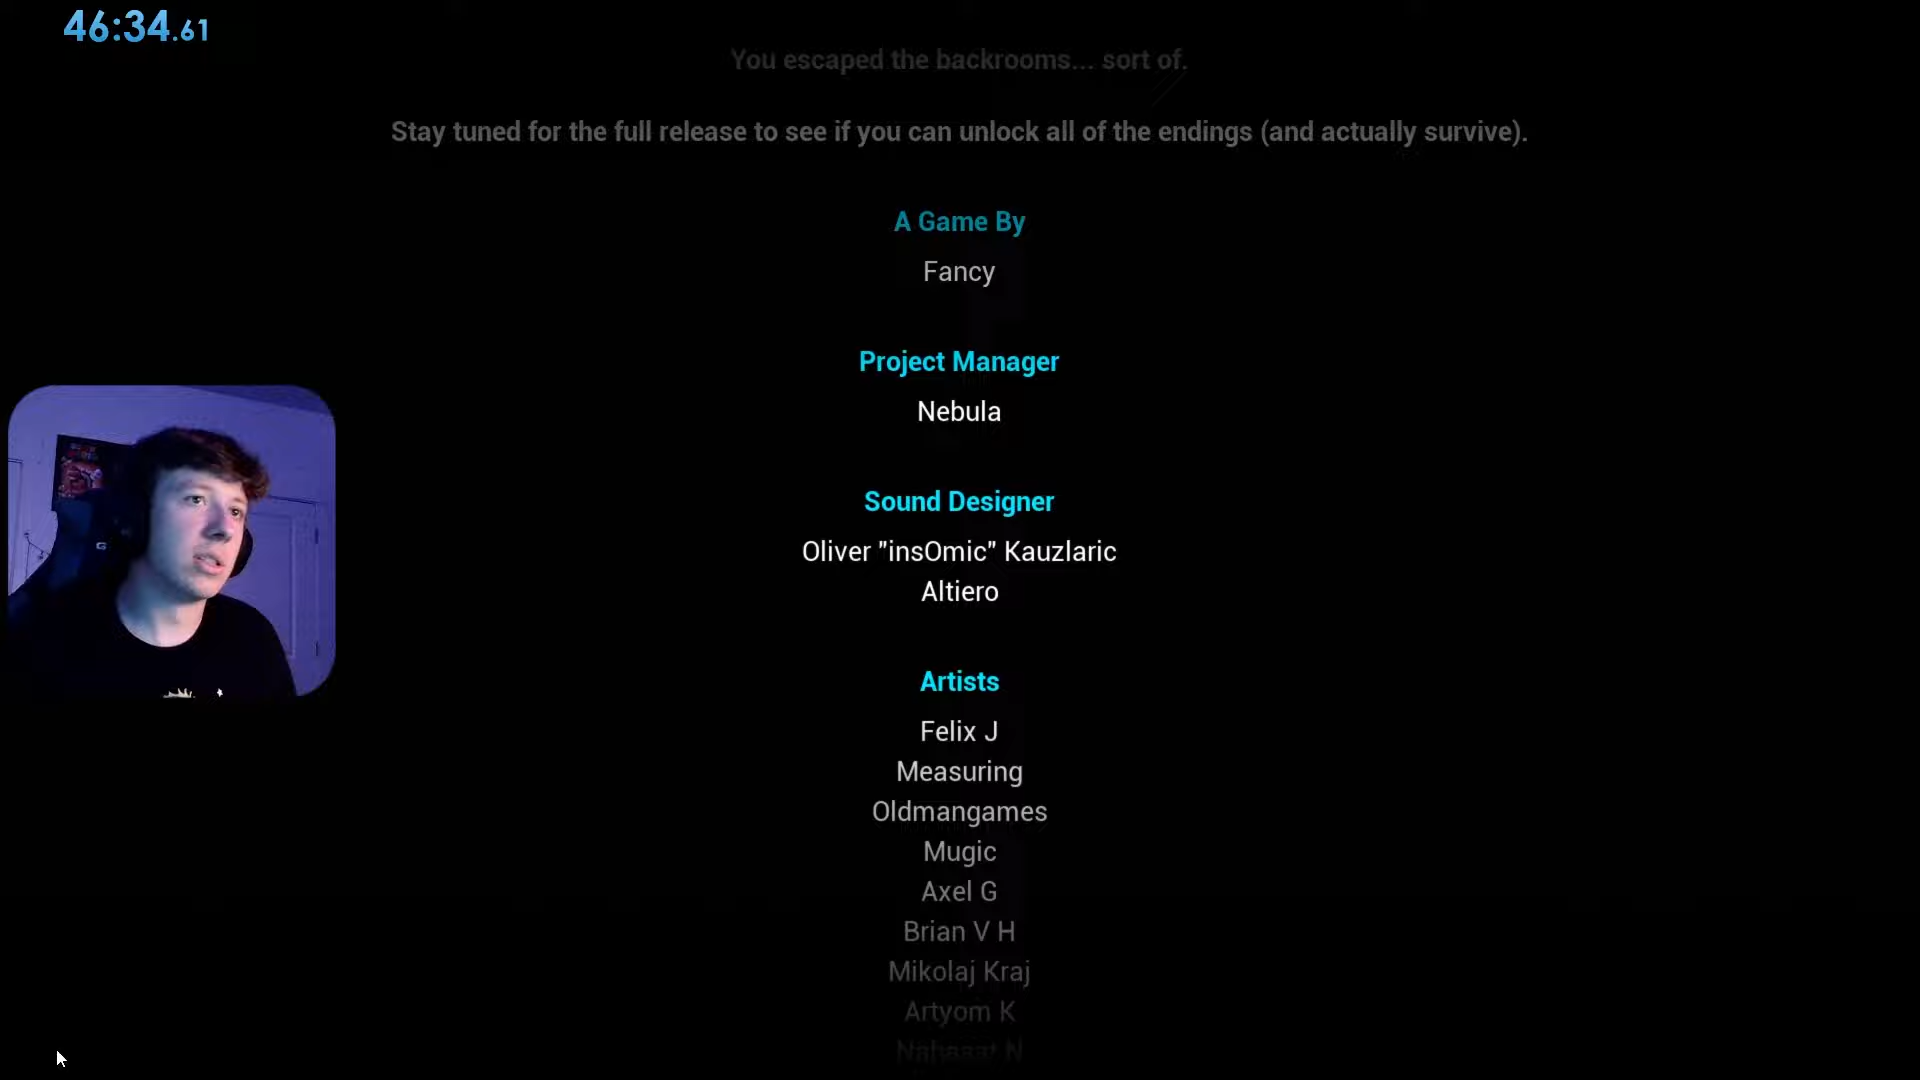 46:34.61
You escaped the backrooms... sort of.
Stay tuned for the full release to see if you can unlock all of the endings (and actually survive).
A Game By
Fancy
Project Manager
Nebula
Sound Designer
Oliver "insOmic" Kauzlaric
Altiero
Artists
Felix J
Measuring
Oldmangames
Mugic
Axel G
Brian V H
Mikolaj Kraj
Artyom K